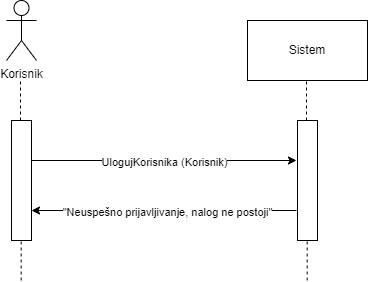 Korisnik
Sistem
UlogujKorisnika (Korisnik)
"Neuspešno prijavljivanje, nalog ne postoji"